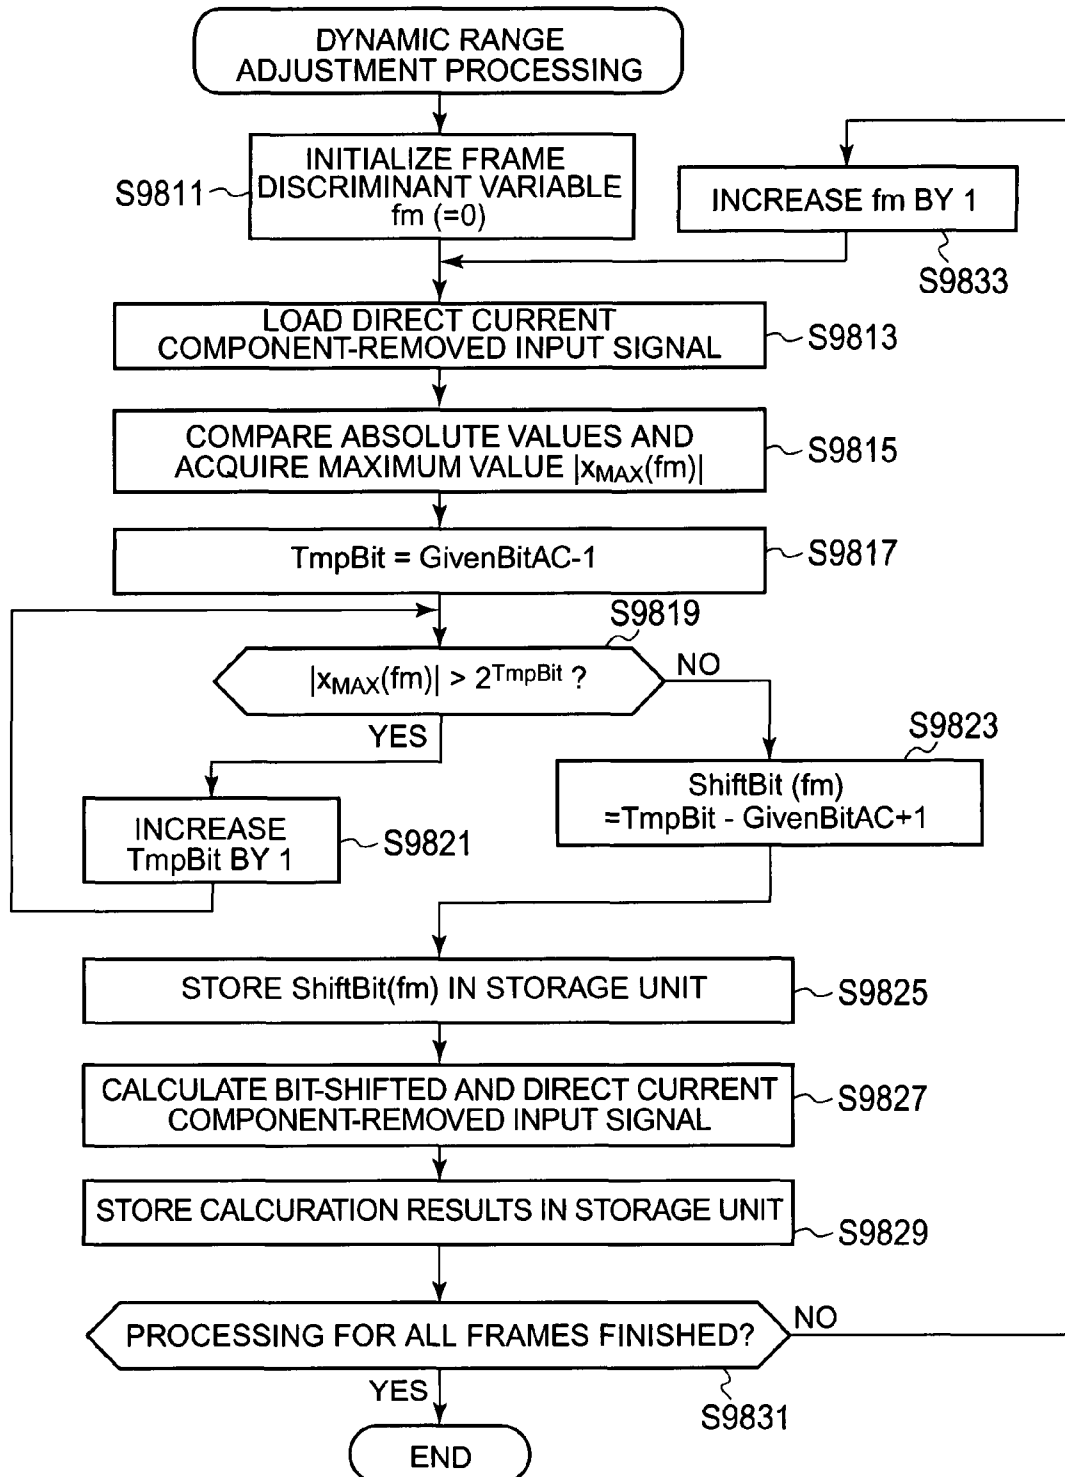 DYNAMIC RANGE
ADJUSTMENT PROCESSING
S9811
INITIALIZE FRAME
DISCRIMINANT VARIABLE
fm (=0)
INCREASE fm BY 1
S9833
LOAD DIRECT CURRENT
COMPONENT-REMOVED INPUT SIGNAL
S9813
COMPARE ABSOLUTE VALUES AND
ACQUIRE MAXIMUM VALUE |xMAX(fm)|
S9815
TmpBit = GivenBitAC-1
S9817
S9819
|xMAX(fm)| > 2^TmpBit ?
NO
YES
S9823
ShiftBit (fm)
=TmpBit - GivenBitAC+1
INCREASE
TmpBit BY 1
S9821
STORE ShiftBit(fm) IN STORAGE UNIT
S9825
CALCULATE BIT-SHIFTED AND DIRECT CURRENT
COMPONENT-REMOVED INPUT SIGNAL
S9827
STORE CALCURATION RESULTS IN STORAGE UNIT
S9829
PROCESSING FOR ALL FRAMES FINISHED?
NO
YES
S9831
END